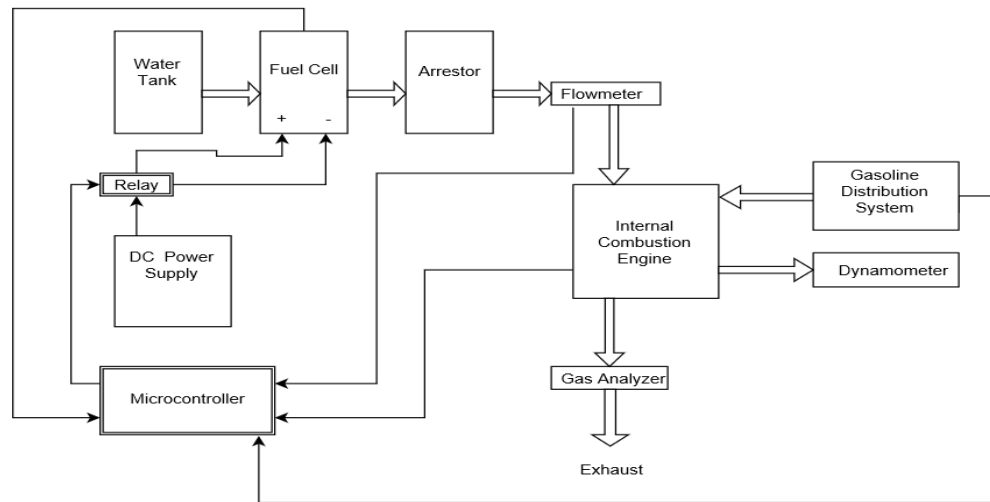 Water
Tank
Fuel Cell
+ -
Arrestor
Flowmeter
Relay
DC Power
Supply
Internal
Combustion
Engine
Gasoline
Distribution
System
Dynamometer
Microcontroller
Gas Analyzer
Exhaust